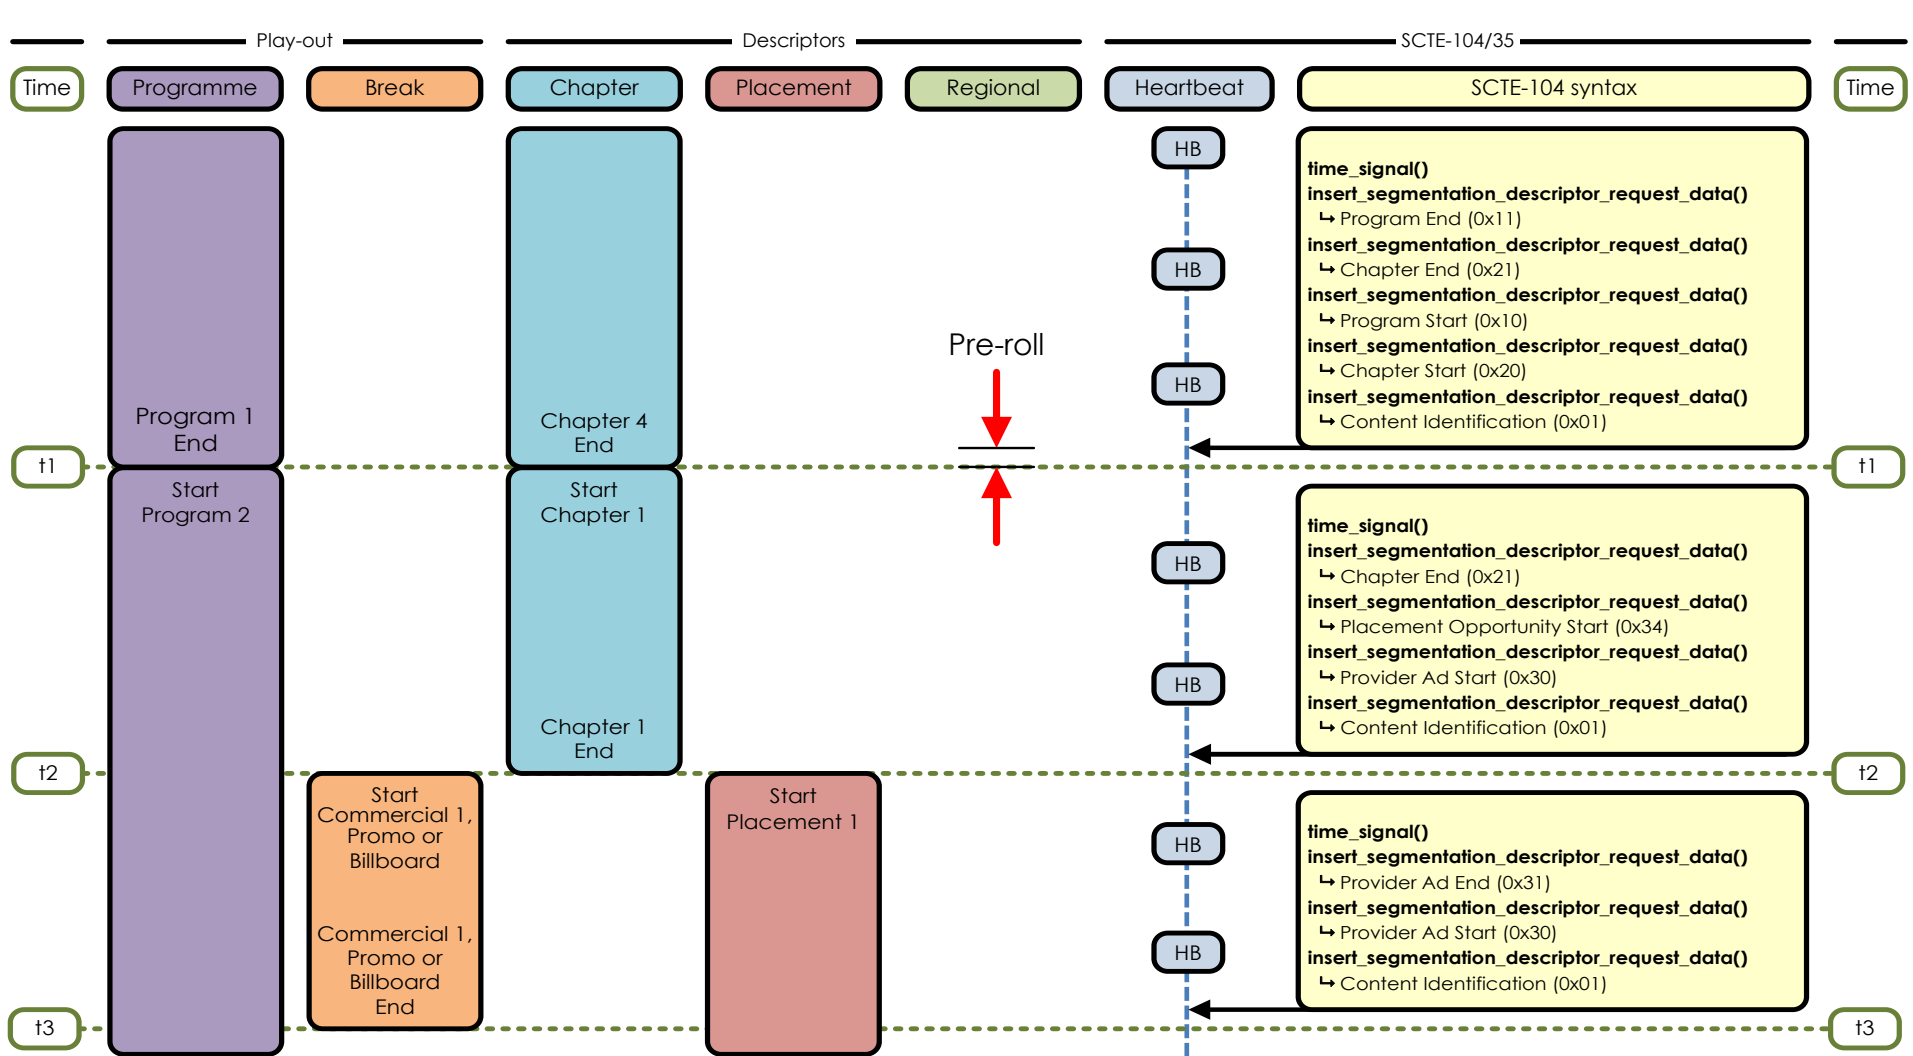 Play-out
Descriptors
SCTE-104/35
Time
Programme
Break
Chapter
Placement
Regional
Heartbeat
SCTE-104 syntax
Time
HB
time_signal()
insert_segmentation_descriptor_request_data()
↳ Program End (0x11)
insert_segmentation_descriptor_request_data()
↳ Chapter End (0x21)
insert_segmentation_descriptor_request_data()
↳ Program Start (0x10)
insert_segmentation_descriptor_request_data()
↳ Chapter Start (0x20)
insert_segmentation_descriptor_request_data()
↳ Content Identification (0x01)
HB
Pre-roll
HB
Program 1
End
Chapter 4
End
t1
t1
Start
Program 2
Start
Chapter 1
time_signal()
insert_segmentation_descriptor_request_data()
↳ Chapter End (0x21)
insert_segmentation_descriptor_request_data()
↳ Placement Opportunity Start (0x34)
insert_segmentation_descriptor_request_data()
↳ Provider Ad Start (0x30)
insert_segmentation_descriptor_request_data()
↳ Content Identification (0x01)
HB
HB
Chapter 1
End
t2
t2
Start
Commercial 1,
Promo or
Billboard
Start
Placement 1
HB
time_signal()
insert_segmentation_descriptor_request_data()
↳ Provider Ad End (0x31)
insert_segmentation_descriptor_request_data()
↳ Provider Ad Start (0x30)
insert_segmentation_descriptor_request_data()
↳ Content Identification (0x01)
Commercial 1,
Promo or
Billboard
End
HB
t3
t3